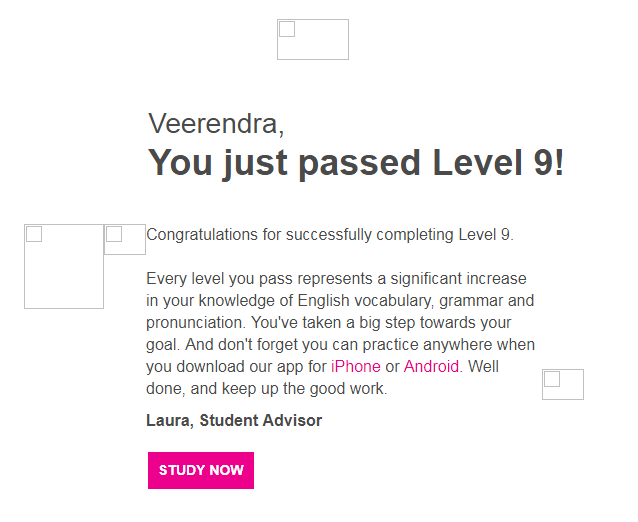 Veerendra,
You just passed Level 9!
Congratulations for successfully completing Level 9.
Every level you pass represents a significant increase
in your knowledge of English vocabulary, grammar and
pronunciation. You've taken a big step towards your
goal. And don't forget you can practice anywhere when
you download our app for iPhone or Android. Well
done, and keep up the good work.
Laura, Student Advisor
STUDY NOW